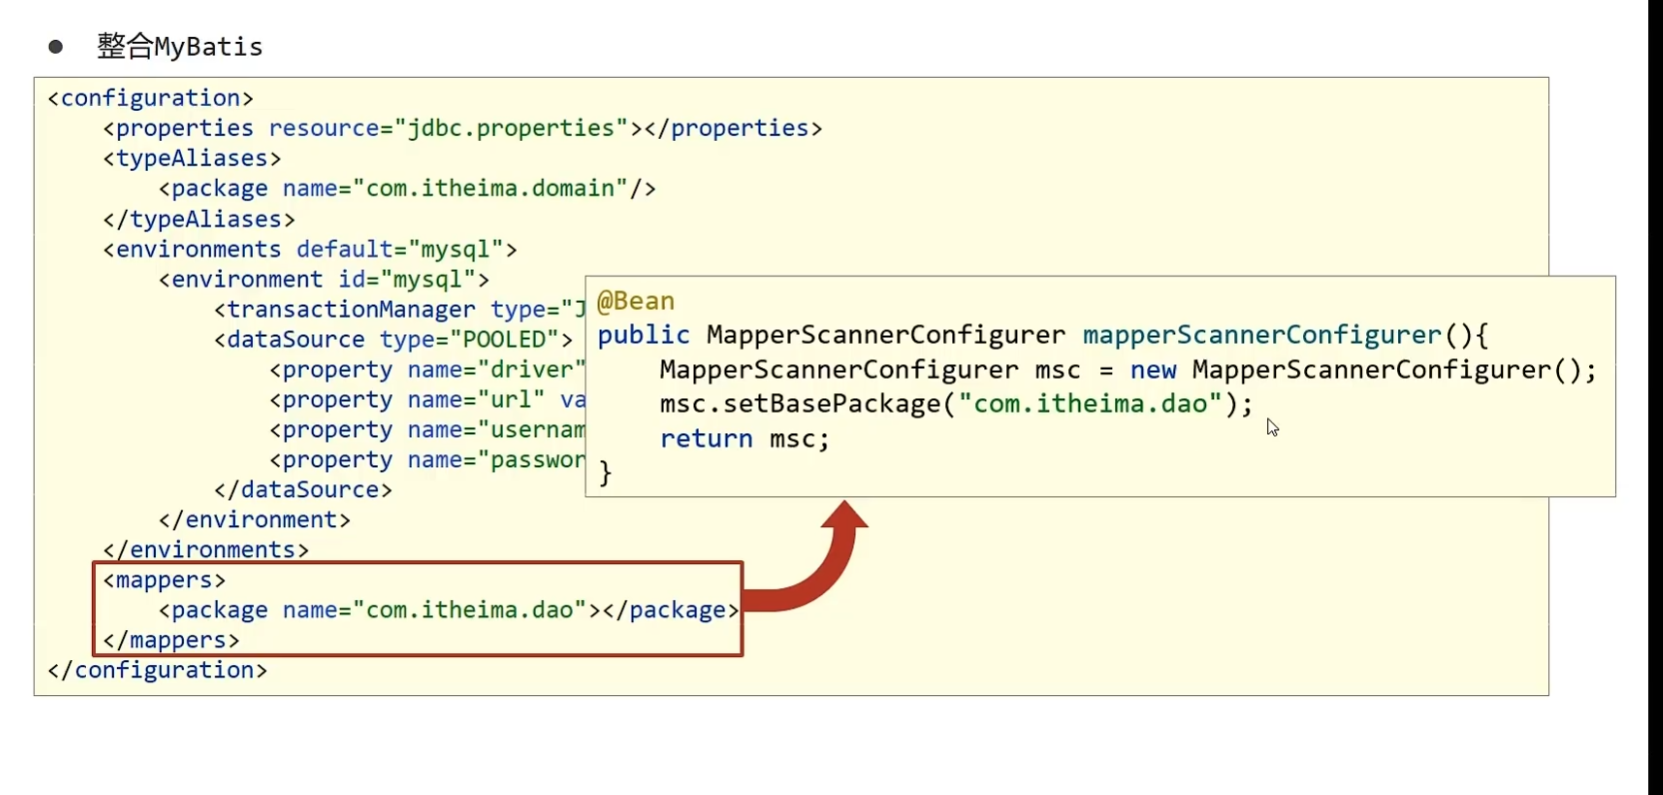 ● 整合MyBatis
<configuration>
<properties resource="jdbc.properties"></properties>
<typeAliases>
<package name="com.itheima.domain"/>
</typeAliases>
<environments default="mysql">
<environment id="mysql">
<transactionManager type="J
<dataSource type="POOLED">
<property name="driver"
<property name="url" va
<property name="usernam
<property name="passwor
</dataSource>
</environment>
</environments>
<mappers>
<package name="com.itheima.dao"></package>
</mappers>
</configuration>
@Bean
public MapperScannerConfigurer mapperScannerConfigurer(){
MapperScannerConfigurer msc = new MapperScannerConfigurer();
msc.setBasePackage("com.itheima.dao");
return msc;
}